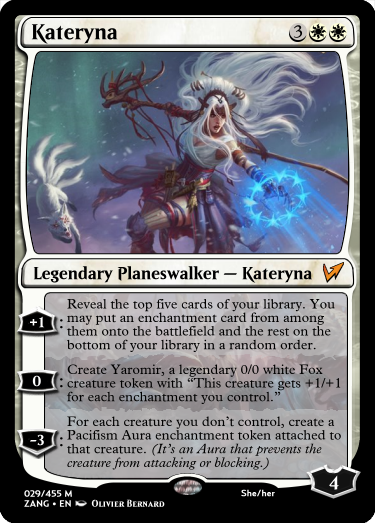 Kateryna 3
Legendary Planeswalker — Kateryna
+1: Reveal the top five cards of your library. You
may put an enchantment card from among
them onto the battlefield and the rest on the
bottom of your library in a random order.
0: Create Yaromir, a legendary 0/0 white Fox
creature token with “This creature gets +1/+1
for each enchantment you control.”
-3: For each creature you don’t control, create a
Pacifism Aura enchantment token attached to
that creature. (It’s an Aura that prevents the
creature from attacking or blocking.)
4
029/455 M She/her
ZANG • EN Olivier Bernard